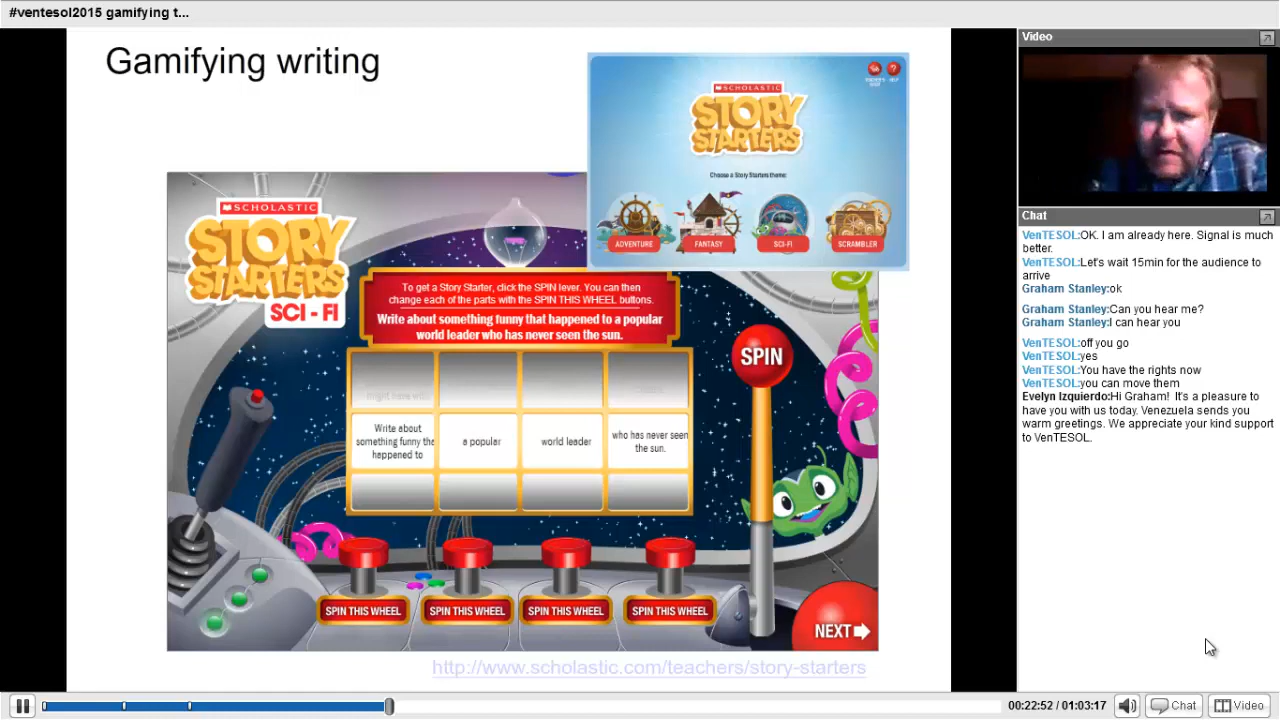 #ventesol2015 gamifying t...
Gamifying writing
SCHOLASTIC
STORY
STARTERS
Choose a Story Starters theme:
ADVENTURE
FANTASY
SCI-FI
SCRAMBLER
SCHOLASTIC
STORY
STARTERS
SCI - FI
To get a Story Starter, click the SPIN lever. You can then
change each of the parts with the SPIN THIS WHEEL buttons.
Write about something funny that happened to a popular
world leader who has never seen the sun.
Write about
something funny tha
happened to
a popular
world leader
who has never seen
the sun.
SPIN
SPIN THIS WHEEL
SPIN THIS WHEEL
SPIN THIS WHEEL
SPIN THIS WHEEL
NEXT
http://www.scholastic.com/teachers/story-starters
Video
Chat
VenTESOL:OK. I am already here. Signal is much
better.
VenTESOL:Let's wait 15min for the audience to
arrive
Graham Stanley:ok
Graham Stanley:Can you hear me?
Graham Stanley:I can hear you
VenTESOL:off you go
VenTESOL:yes
VenTESOL:You have the rights now
VenTESOL:you can move them
Evelyn Izquierdo:Hi Graham! It's a pleasure to
have you with us today. Venezuela sends you
warm greetings. We appreciate your kind support
to VenTESOL.
00:22:52 / 01:03:17
Chat
Video